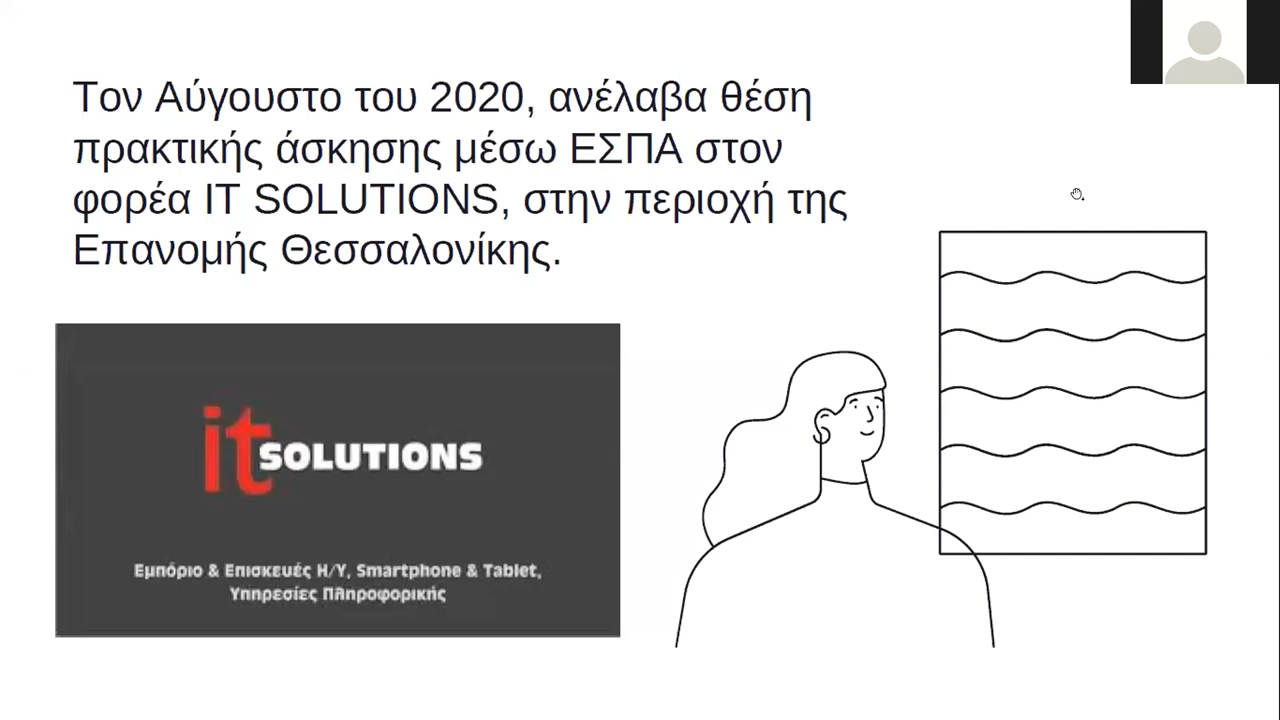 Τον Αύγουστο του 2020, ανέλαβα θέση
πρακτικής άσκησης μέσω ΕΣΠΑ στον
φορέα IT SOLUTIONS, στην περιοχή της
Επανομής Θεσσαλονίκης.
it SOLUTIONS
Εμπόριο & Επισκευές Η/Υ, Smartphone & Tablet,
Υπηρεσίες Πληροφορικής